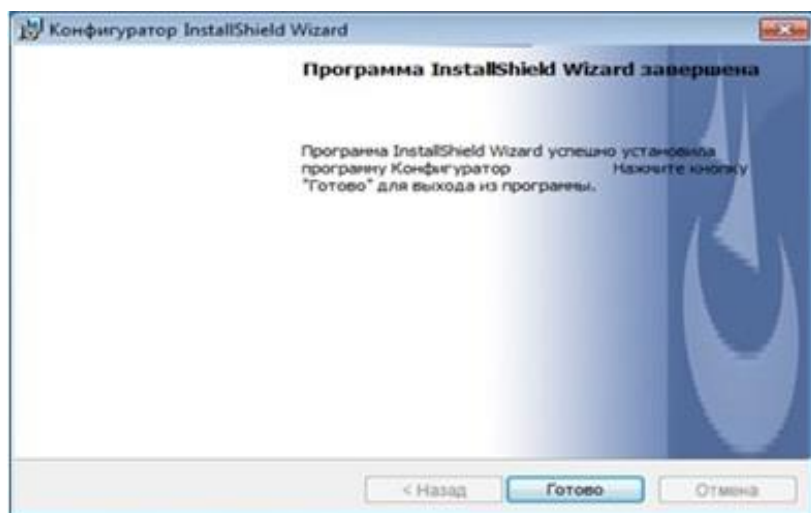 Конфигуратор InstallShield Wizard
Программа InstallShield Wizard завершена
Программа InstallShield Wizard успешно установила
программу Конфигуратор Нажмите кнопку
"Готово" для выхода из программы.
< Назад Готово Отмена